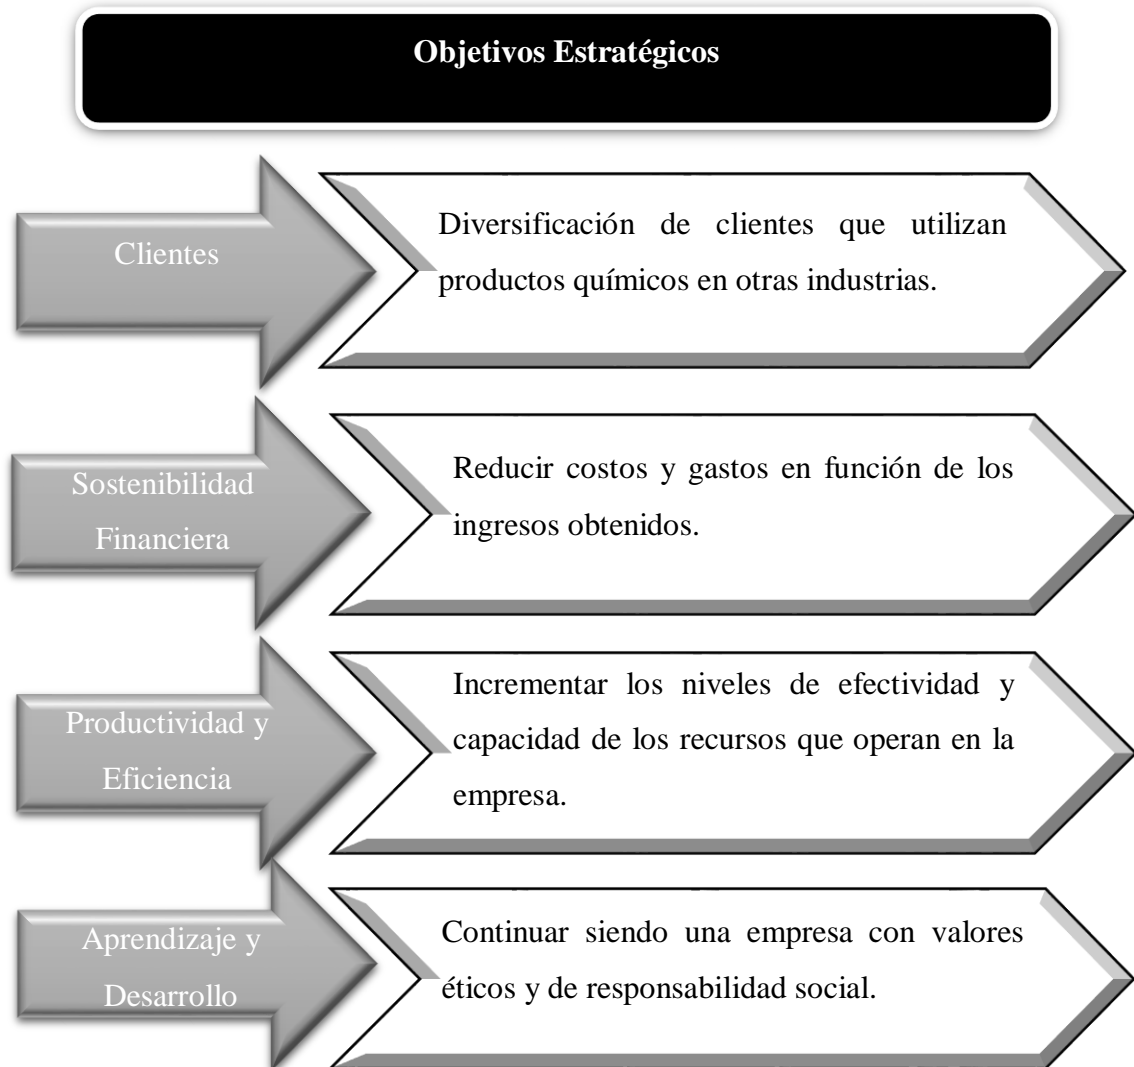 Objetivos Estratégicos
Clientes
Diversificación de clientes que utilizan
productos químicos en otras industrias.
Sostenibilidad
Financiera
Reducir costos y gastos en función de los
ingresos obtenidos.
Productividad y
Eficiencia
Incrementar los niveles de efectividad y
capacidad de los recursos que operan en la
empresa.
Aprendizaje y
Desarrollo
Continuar siendo una empresa con valores
éticos y de responsabilidad social.